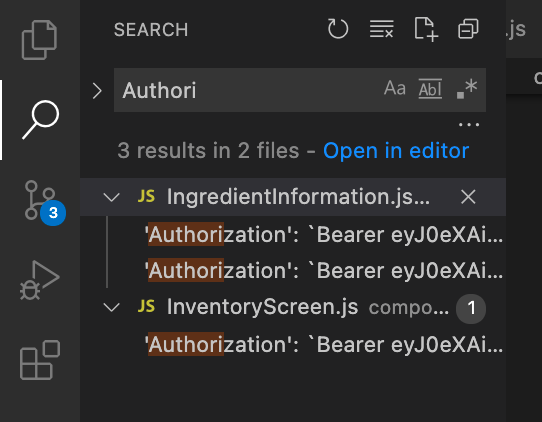 SEARCH
.js
Authori
Aa Abl .*
...
3 results in 2 files - Open in editor
JS IngredientInformation.js...
'Authorization': `Bearer eyJ0eXAi...
'Authorization': `Bearer eyJ0eXAi...
3
JS InventoryScreen.js compo... 1
'Authorization': `Bearer eyJ0eXAi...